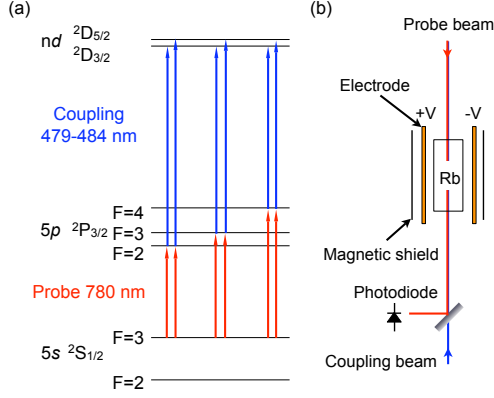 (a)
nd ²D₅/₂
²D₃/₂
Coupling
479-484 nm
F=4
5p ²P₃/₂ F=3
F=2
Probe 780 nm
F=3
5s ²S₁/₂
F=2
(b)
Probe beam
Electrode
+V
-V
Rb
Magnetic shield
Photodiode
Coupling beam